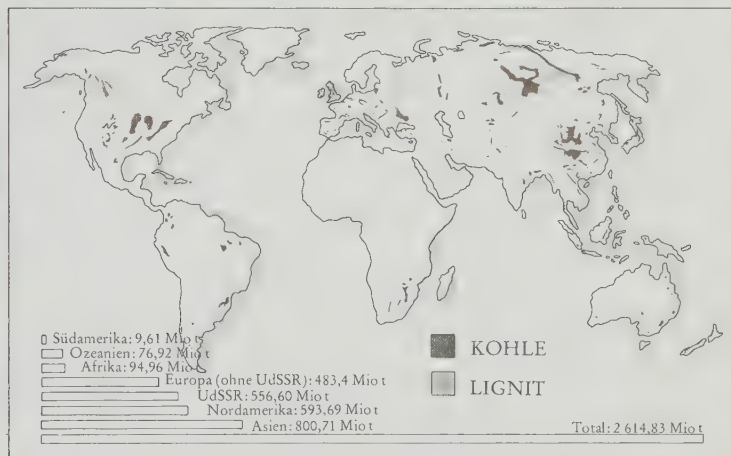 Südamerika: 9,61 Mio t
Ozeanien: 76,92 Mio t
Afrika: 94,96 Mio t
Europa (ohne UdSSR): 483,4 Mio t
UdSSR: 556,60 Mio t
Nordamerika: 593,69 Mio t
Asien: 800,71 Mio t
Total: 2 614,83 Mio t
KOHLE
LIGNIT